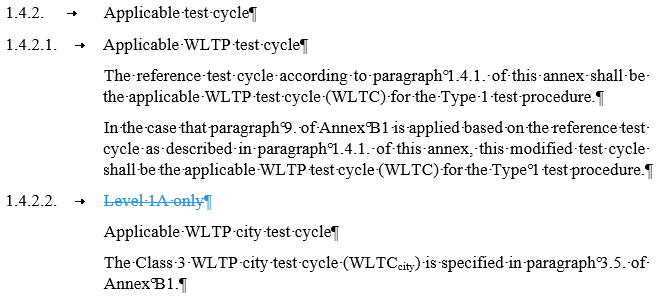 1.4.2. → Applicable·test·cycle¶
1.4.2.1. → Applicable·WLTP·test·cycle¶
The·reference·test·cycle·according·to·paragraph°1.4.1.·of·this·annex·shall·be·
the·applicable·WLTP·test·cycle·(WLTC)·for·the·Type·1·test·procedure.¶
In·the·case·that·paragraph°9.·of·Annex°B1·is·applied·based·on·the·reference·test·
cycle·as·described·in·paragraph°1.4.1.·of·this·annex,·this·modified·test·cycle·
shall·be·the·applicable·WLTP·test·cycle·(WLTC)·for·the·Type°1·test·procedure.¶
1.4.2.2. → Level·1A·only¶
Applicable·WLTP·city·test·cycle¶
The·Class·3·WLTP·city·test·cycle·(WLTCcity)·is·specified·in·paragraph°3.5.·of·
Annex°B1.¶